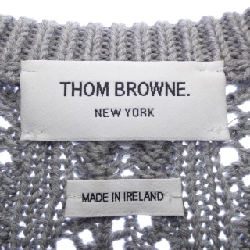 THOM BROWNE.
NEW YORK
MADE IN IRELAND